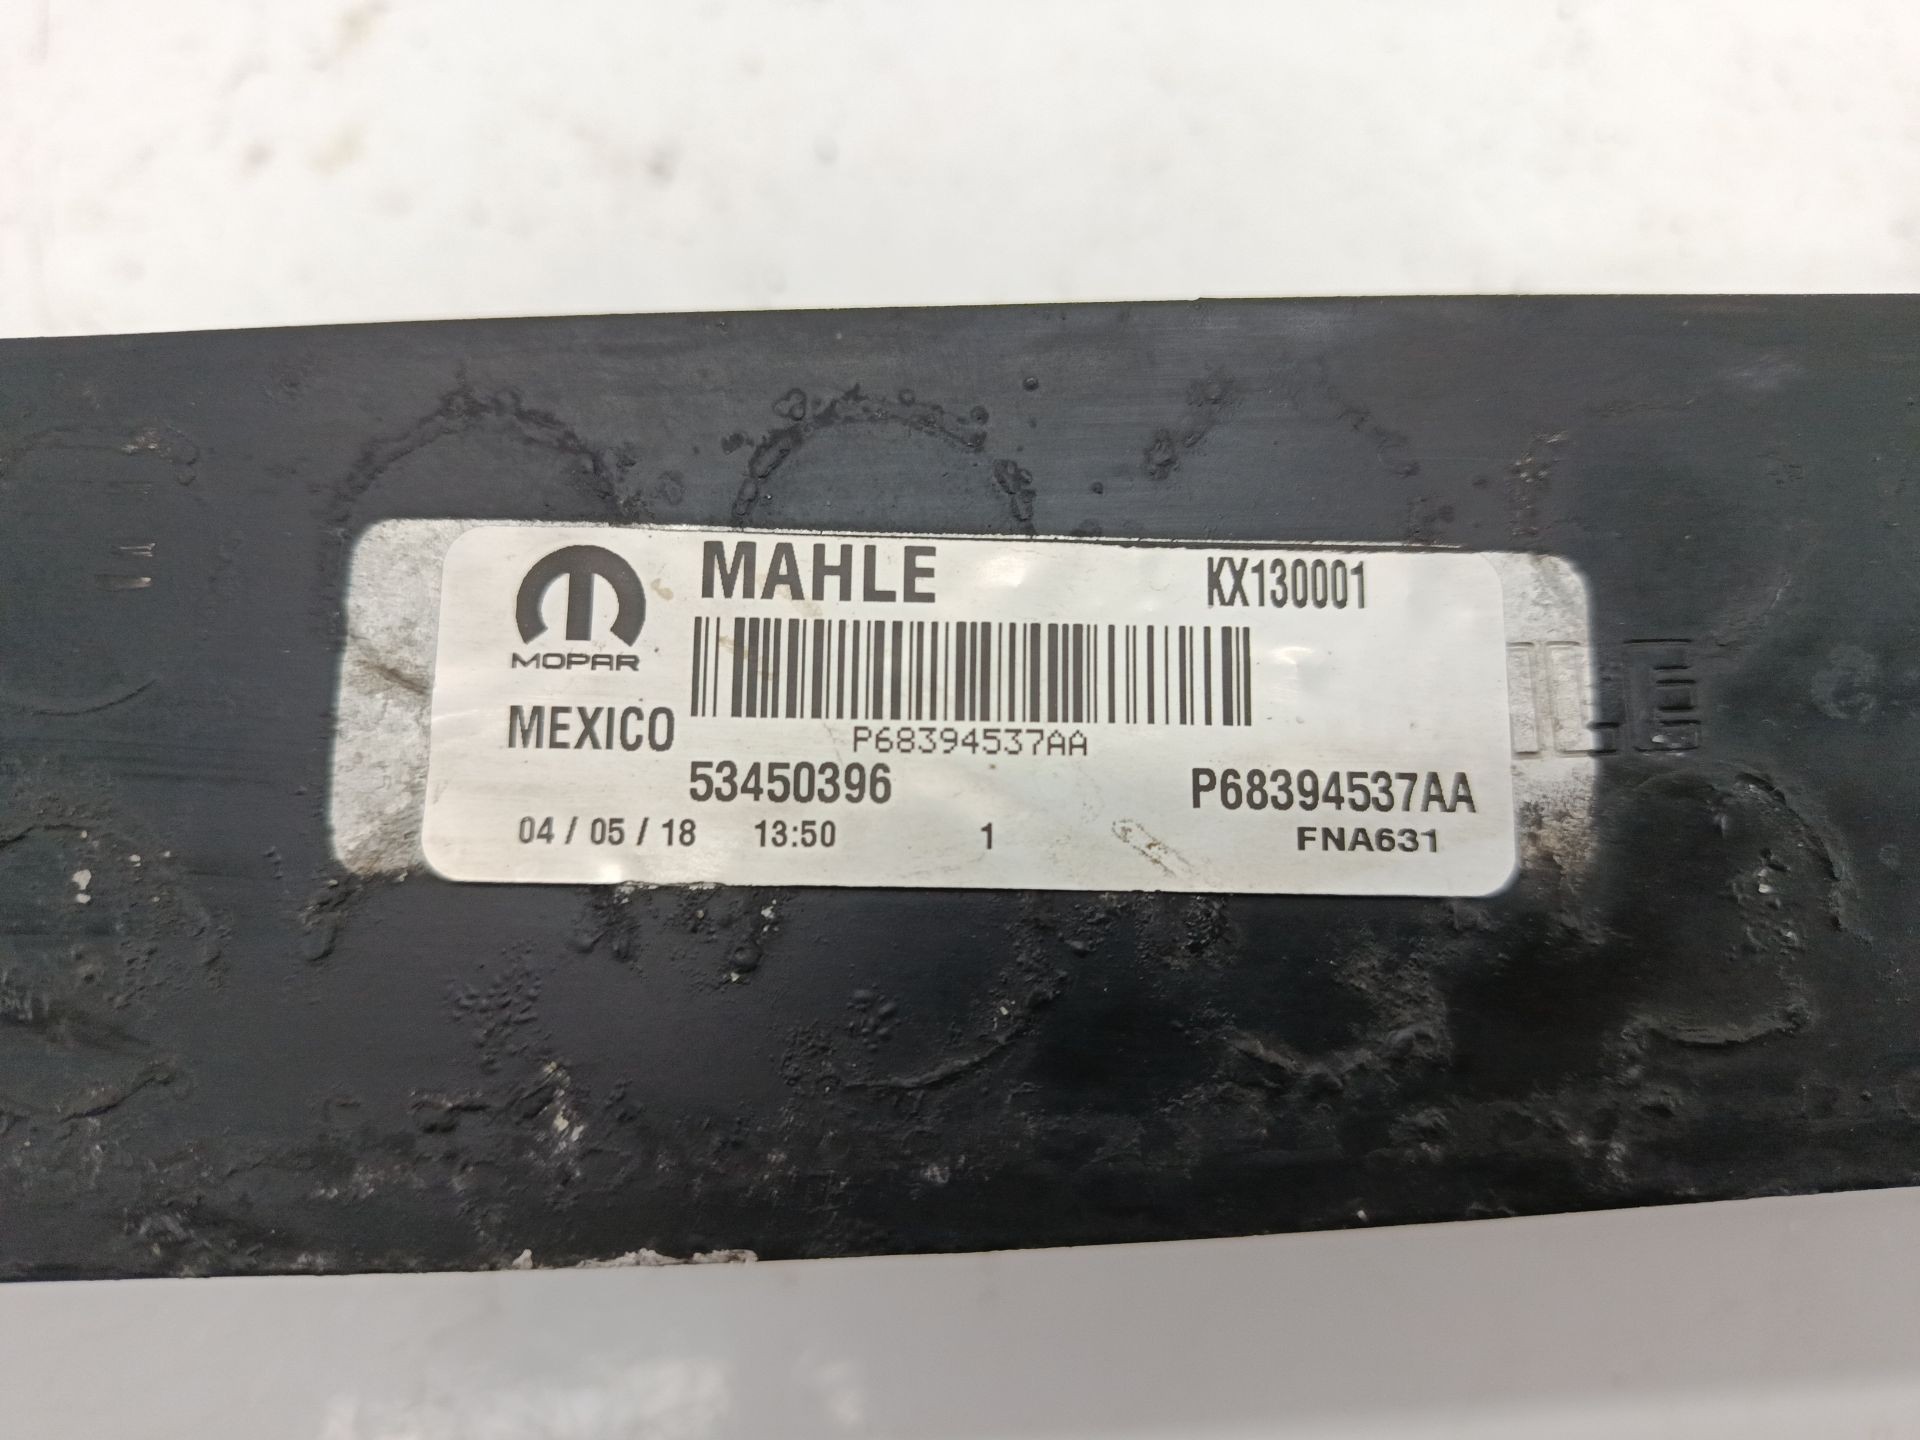 MAHLE KX130001
MOPAR
MEXICO P68394537AA
53450396 P68394537AA
04 / 05 / 18 13:50 1 FNA631